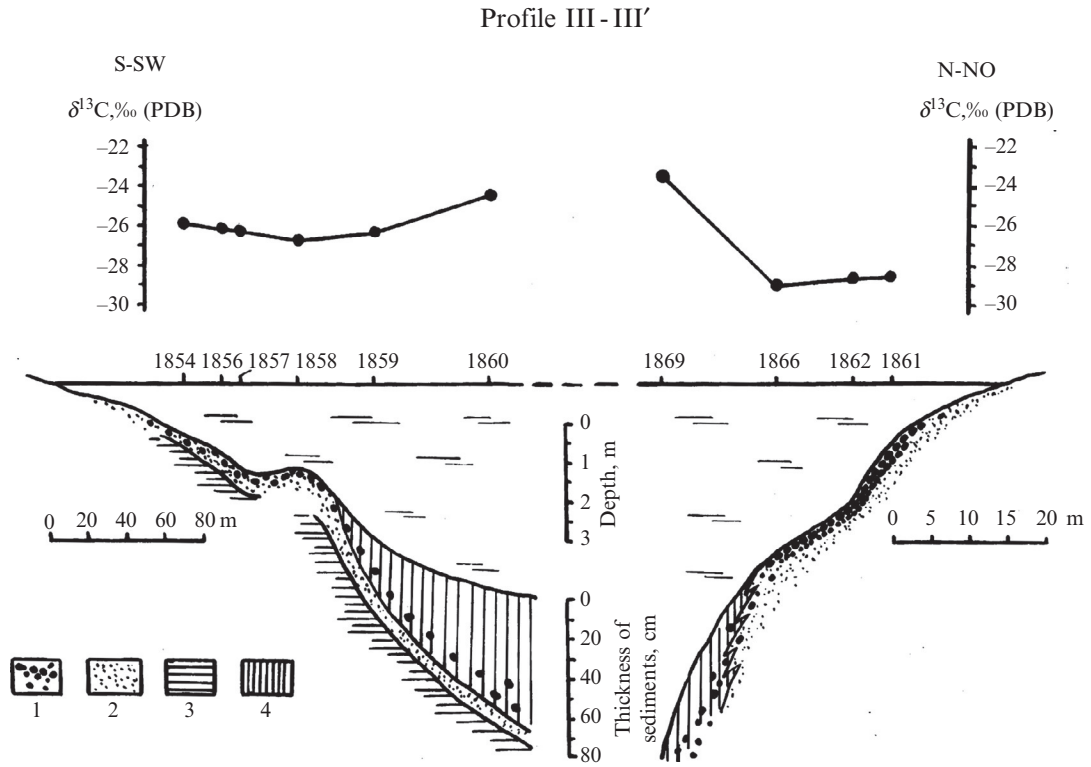 Profile III - III′
S-SW
N-NO
δ¹³C,‰ (PDB)
δ¹³C,‰ (PDB)
−22
−24
−26
−28
−30
−22
−24
−26
−28
−30
1854 1856 1857 1858 1859 1860 1869 1866 1862 1861
0
1
2
3
Depth, m
0 20 40 60 80 m
0 5 10 15 20 m
0
20
40
60
80
Thickness of
sediments, cm
1 2 3 4